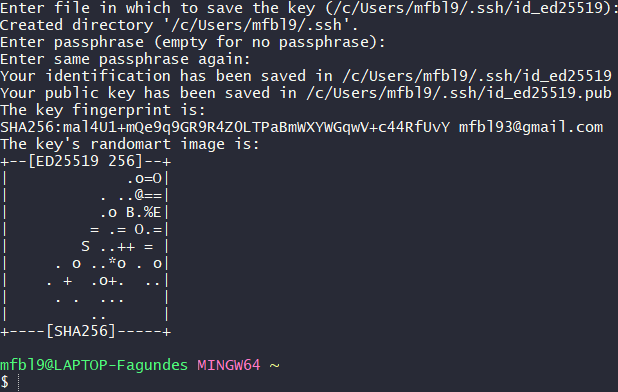 Enter file in which to save the key (/c/Users/mfbl9/.ssh/id_ed25519):
Created directory '/c/Users/mfbl9/.ssh'.
Enter passphrase (empty for no passphrase):
Enter same passphrase again:
Your identification has been saved in /c/Users/mfbl9/.ssh/id_ed25519
Your public key has been saved in /c/Users/mfbl9/.ssh/id_ed25519.pub
The key fingerprint is:
SHA256:mal4U1+mQe9q9GR9R4ZOLTPaBmWXYWGqwV+c44RfUvY mfbl93@gmail.com
The key's randomart image is:
+--[ED25519 256]--+
|             .o=O|
|          . ..@==|
|          .o B.%E|
|         = .= O.=|
|        S ..++ = |
|     . o ..*o . o|
|    . +  .o+.  ..|
|     . .  ...    |
|         ..      |
+----[SHA256]-----+
mfbl9@LAPTOP-Fagundes MINGW64 ~
$